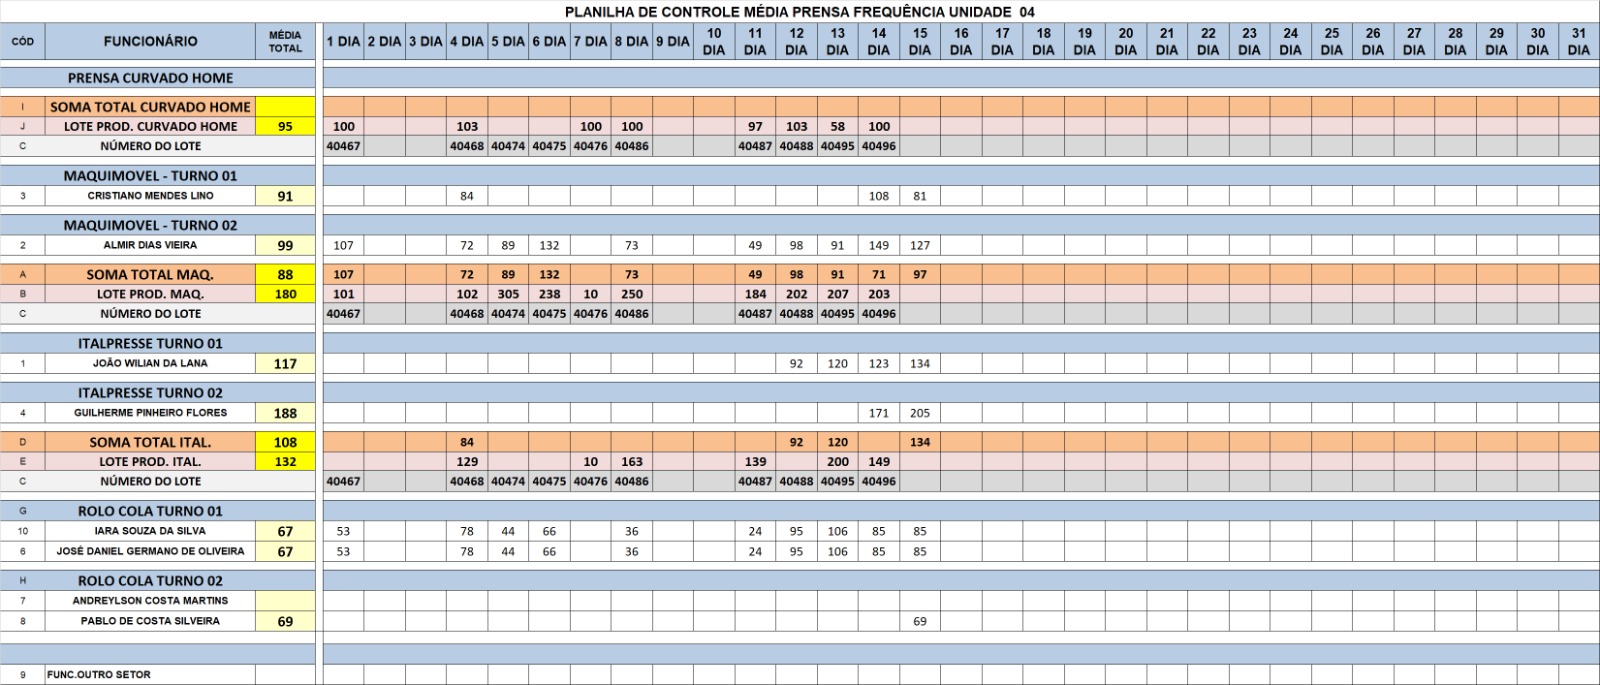 PLANILHA DE CONTROLE MÉDIA PRENSA FREQUÊNCIA UNIDADE 04
CÓD FUNCIONÁRIO MÉDIA TOTAL 1 DIA 2 DIA 3 DIA 4 DIA 5 DIA 6 DIA 7 DIA 8 DIA 9 DIA 10 DIA 11 DIA 12 DIA 13 DIA 14 DIA 15 DIA 16 DIA 17 DIA 18 DIA 19 DIA 20 DIA 21 DIA 22 DIA 23 DIA 24 DIA 25 DIA 26 DIA 27 DIA 28 DIA 29 DIA 30 DIA 31 DIA
PRENSA CURVADO HOME
I SOMA TOTAL CURVADO HOME
J LOTE PROD. CURVADO HOME 95 100 103 100 100 97 103 58 100
C NÚMERO DO LOTE 40467 40468 40474 40475 40476 40486 40487 40488 40495 40496
MAQUIMOVEL - TURNO 01
3 CRISTIANO MENDES LINO 91 84 108 81
MAQUIMOVEL - TURNO 02
2 ALMIR DIAS VIEIRA 99 107 72 89 132 73 49 98 91 149 127
A SOMA TOTAL MAQ. 88 107 72 89 132 73 49 98 91 71 97
B LOTE PROD. MAQ. 180 101 102 305 238 10 250 184 202 207 203
C NÚMERO DO LOTE 40467 40468 40474 40475 40476 40486 40487 40488 40495 40496
ITALPRESSE TURNO 01
1 JOÃO WILIAN DA LANA 117 92 120 123 134
ITALPRESSE TURNO 02
4 GUILHERME PINHEIRO FLORES 188 171 205
D SOMA TOTAL ITAL. 108 84 92 120 134
E LOTE PROD. ITAL. 132 129 10 163 139 200 149
C NÚMERO DO LOTE 40467 40468 40474 40475 40476 40486 40487 40488 40495 40496
G ROLO COLA TURNO 01
10 IARA SOUZA DA SILVA 67 53 78 44 66 36 24 95 106 85 85
6 JOSÉ DANIEL GERMANO DE OLIVEIRA 67 53 78 44 66 36 24 95 106 85 85
H ROLO COLA TURNO 02
7 ANDREYLSON COSTA MARTINS
8 PABLO DE COSTA SILVEIRA 69 69
9 FUNC.OUTRO SETOR